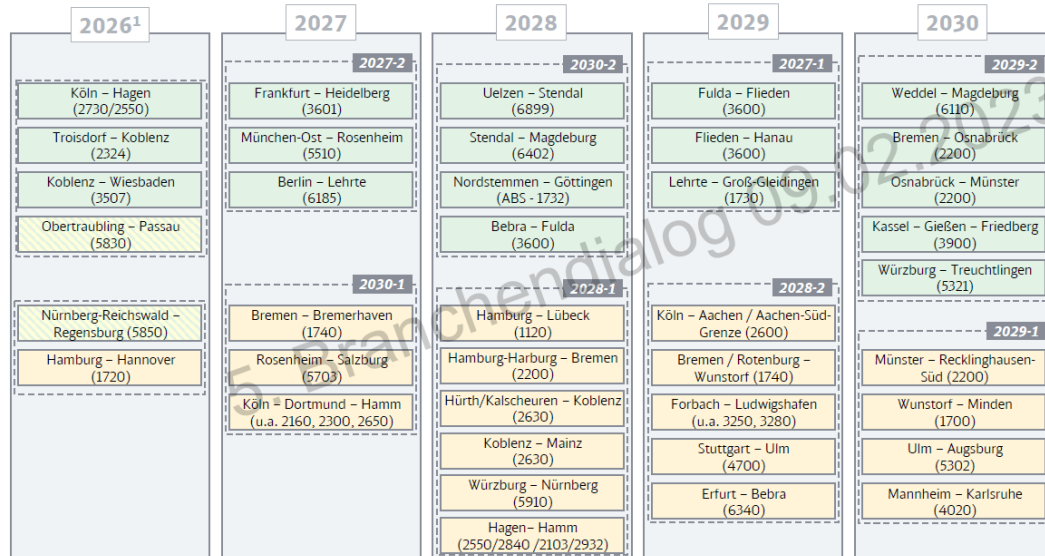 2026¹
Köln – Hagen
(2730/2550)
Troisdorf – Koblenz
(2324)
Koblenz – Wiesbaden
(3507)
Obertraubling – Passau
(5830)
Nürnberg-Reichswald –
Regensburg (5850)
Hamburg – Hannover
(1720)
2027
2027-2
Frankfurt – Heidelberg
(3601)
München-Ost – Rosenheim
(5510)
Berlin – Lehrte
(6185)
2030-1
Bremen – Bremerhaven
(1740)
Rosenheim – Salzburg
(5703)
Köln – Dortmund – Hamm
(u.a. 2160, 2300, 2650)
2028
2030-2
Uelzen – Stendal
(6899)
Stendal – Magdeburg
(6402)
Nordstemmen – Göttingen
(ABS - 1732)
Bebra – Fulda
(3600)
2028-1
Hamburg – Lübeck
(1120)
Hamburg-Harburg – Bremen
(2200)
Hürth/Kalscheuren – Koblenz
(2630)
Koblenz – Mainz
(2630)
Würzburg – Nürnberg
(5910)
Hagen– Hamm
(2550/2840 /2103/2932)
2029
2027-1
Fulda – Flieden
(3600)
Flieden – Hanau
(3600)
Lehrte – Groß-Gleidingen
(1730)
2028-2
Köln – Aachen / Aachen-Süd-
Grenze (2600)
Bremen / Rotenburg –
Wunstorf (1740)
Forbach – Ludwigshafen
(u.a. 3250, 3280)
Stuttgart – Ulm
(4700)
Erfurt – Bebra
(6340)
2030
2029-2
Weddel – Magdeburg
(6110)
Bremen – Osnabrück
(2200)
Osnabrück – Münster
(2200)
Kassel – Gießen – Friedberg
(3900)
Würzburg – Treuchtlingen
(5321)
2029-1
Münster – Recklinghausen-
Süd (2200)
Wunstorf – Minden
(1700)
Ulm – Augsburg
(5302)
Mannheim – Karlsruhe
(4020)
5. Branchendialog 09.02.2023